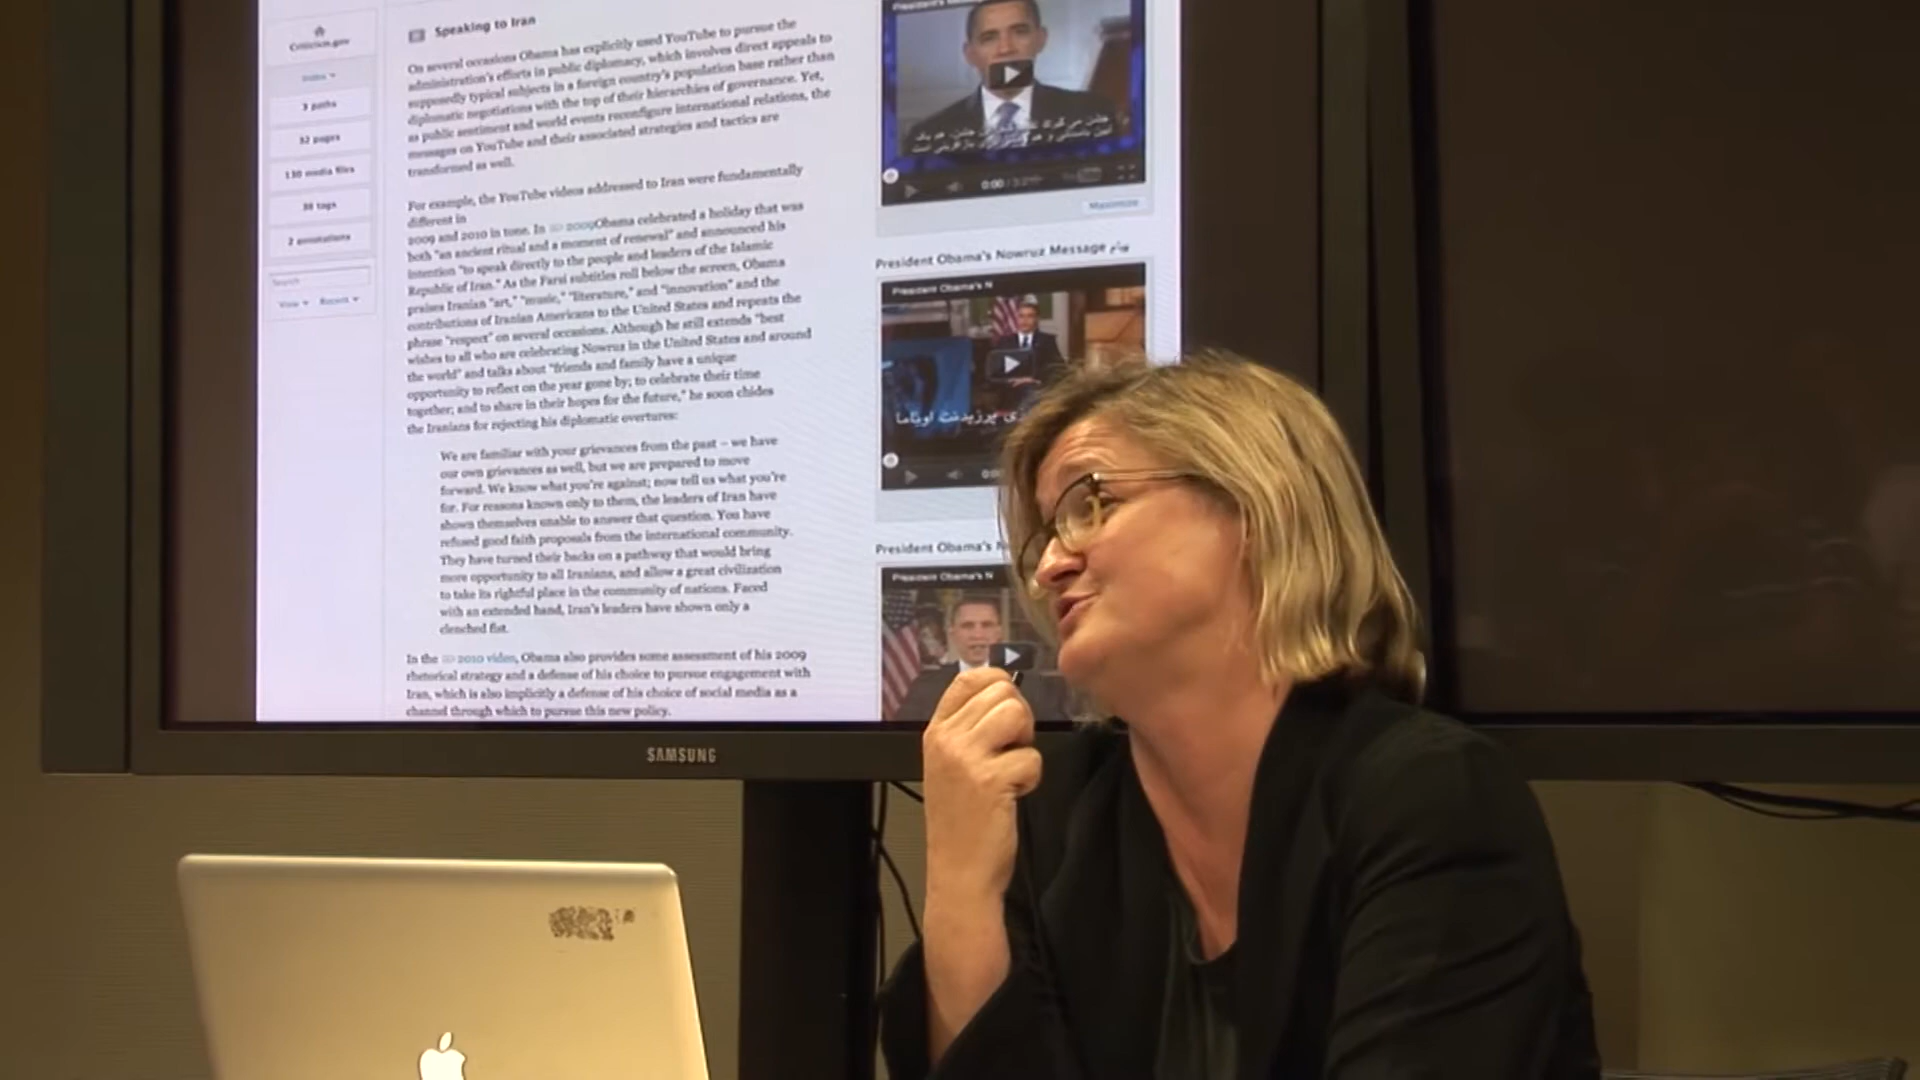 Speaking to Iran
On several occasions Obama has explicitly used YouTube to pursue the
administration's efforts in public diplomacy, which involves direct appeals to
supposedly typical subjects in a foreign country's population base rather than
diplomatic negotiations with the top of their hierarchies of governance. Yet,
as public sentiment and world events reconfigure international relations, the
messages on YouTube and their associated strategies and tactics are
transformed as well.
For example, the YouTube videos addressed to Iran were fundamentally
different in
2009 and 2010 in tone. In 2009Obama celebrated a holiday that was
both "an ancient ritual and a moment of renewal" and announced his
intention "to speak directly to the people and leaders of the Islamic
Republic of Iran." As the Farsi subtitles roll below the screen, Obama
praises Iranian "art," "music," "literature," and "innovation" and the
contributions of Iranian Americans to the United States and repeats the
phrase "respect" on several occasions. Although he still extends "best
wishes to all who are celebrating Nowruz in the United States and around
the world" and talks about "friends and family have a unique
opportunity to reflect on the year gone by; to celebrate their time
together; and to share in their hopes for the future," he soon chides
the Iranians for rejecting his diplomatic overtures:
We are familiar with your grievances from the past – we have
our own grievances as well, but we are prepared to move
forward. We know what you're against; now tell us what you're
for. For reasons known only to them, the leaders of Iran have
shown themselves unable to answer that question. You have
refused good faith proposals from the international community.
They have turned their backs on a pathway that would bring
more opportunity to all Iranians, and allow a great civilization
to take its rightful place in the community of nations. Faced
with an extended hand, Iran's leaders have shown only a
clenched fist.
In the 2010 video, Obama also provides some assessment of his 2009
rhetorical strategy and a defense of his choice to pursue engagement with
Iran, which is also implicitly a defense of his choice of social media as a
channel through which to pursue this new policy.
Criticism.gov
3 paths
32 pages
130 media files
38 tags
2 annotations
Search
View
Recent
0:00
Maximize
President Obama's Nowruz Message
President Obama's N
پرزیدنت اوباما
President Obama's N
President Obama's N
SAMSUNG